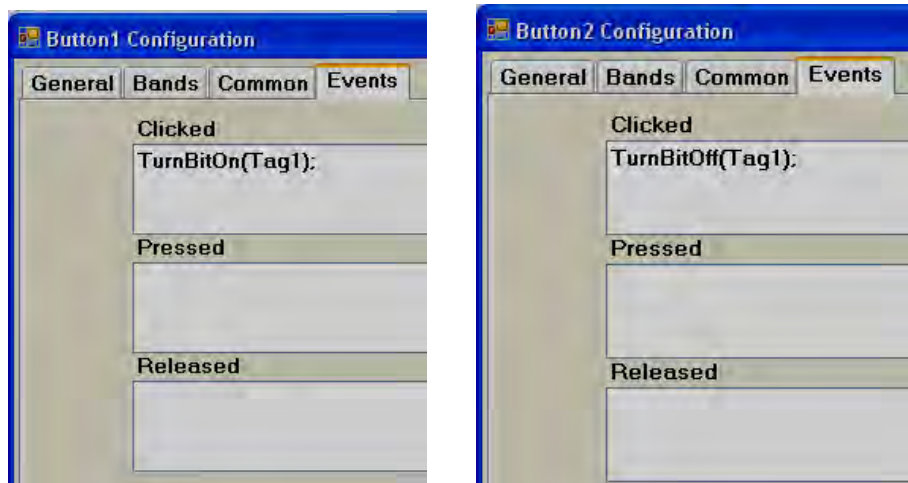 Button1 Configuration
General Bands Common Events
Clicked
TurnBitOn(Tag1);
Pressed
Released
Button2 Configuration
General Bands Common Events
Clicked
TurnBitOff(Tag1);
Pressed
Released